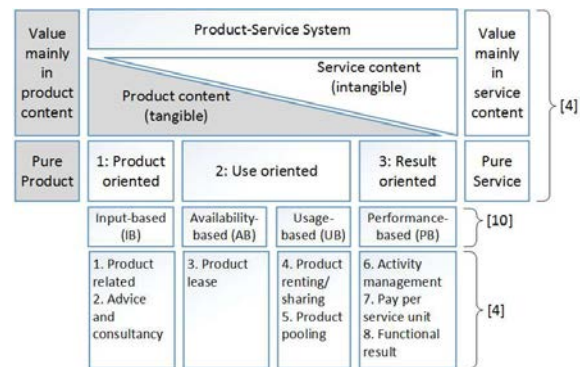 Value
mainly
in
product
content
Product-Service System
Service content
(intangible)
Product content
(tangible)
Value
mainly
in
service
content
[4]
Pure
Product
1: Product
oriented
2: Use oriented
3: Result
oriented
Pure
Service
Input-based
(IB)
Availability-
based (AB)
Usage-
based (UB)
Performance-
based (PB)
[10]
1. Product
related
2. Advice
and
consultancy
3. Product
lease
4. Product
renting/
sharing
5. Product
pooling
6. Activity
management
7. Pay per
service unit
8. Functional
result
[4]